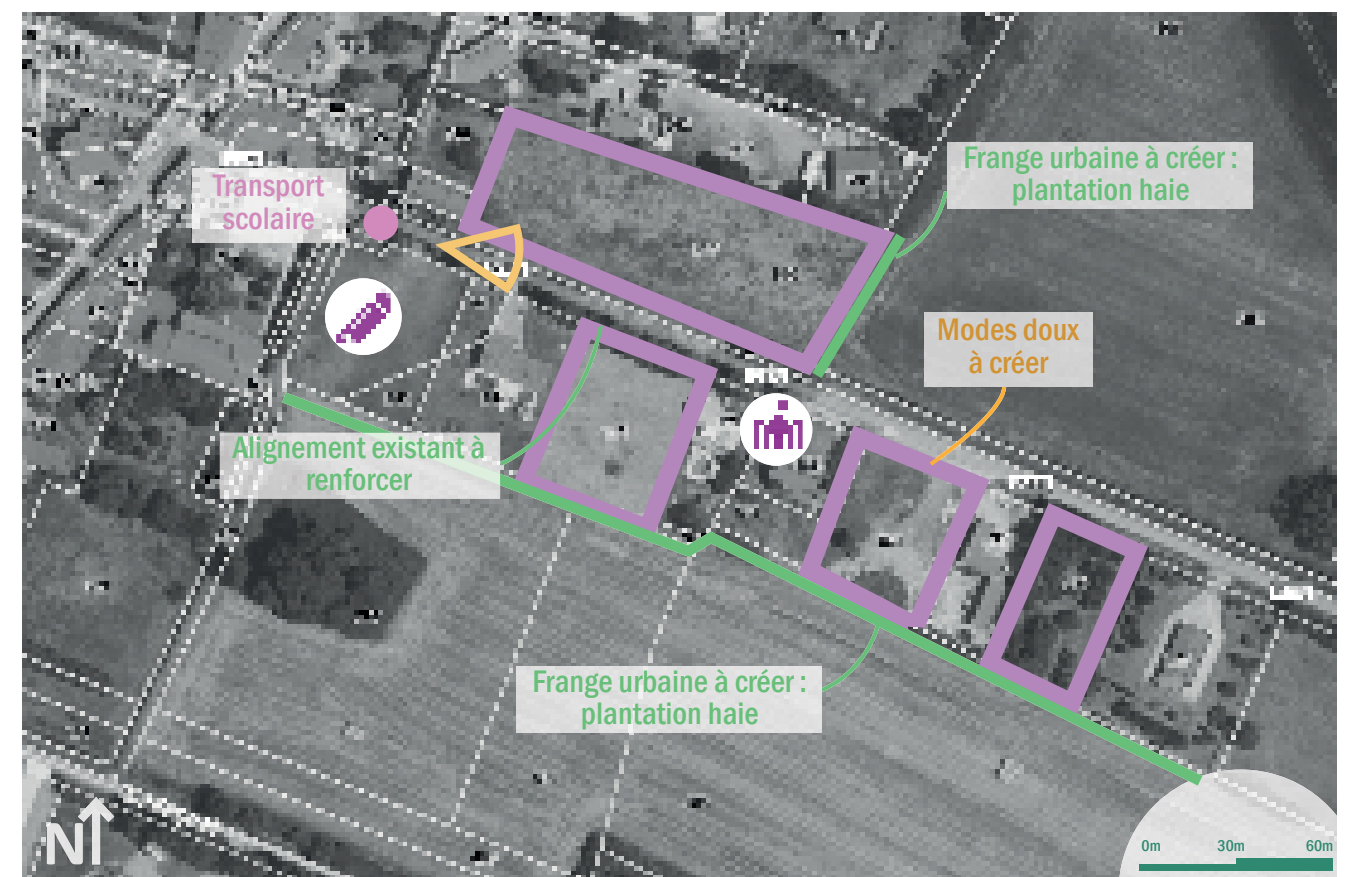 Frange urbaine à créer :
plantation haie
Transport
scolaire
Modes doux
à créer
Alignement existant à
renforcer
Frange urbaine à créer :
plantation haie
N
0m 30m 60m